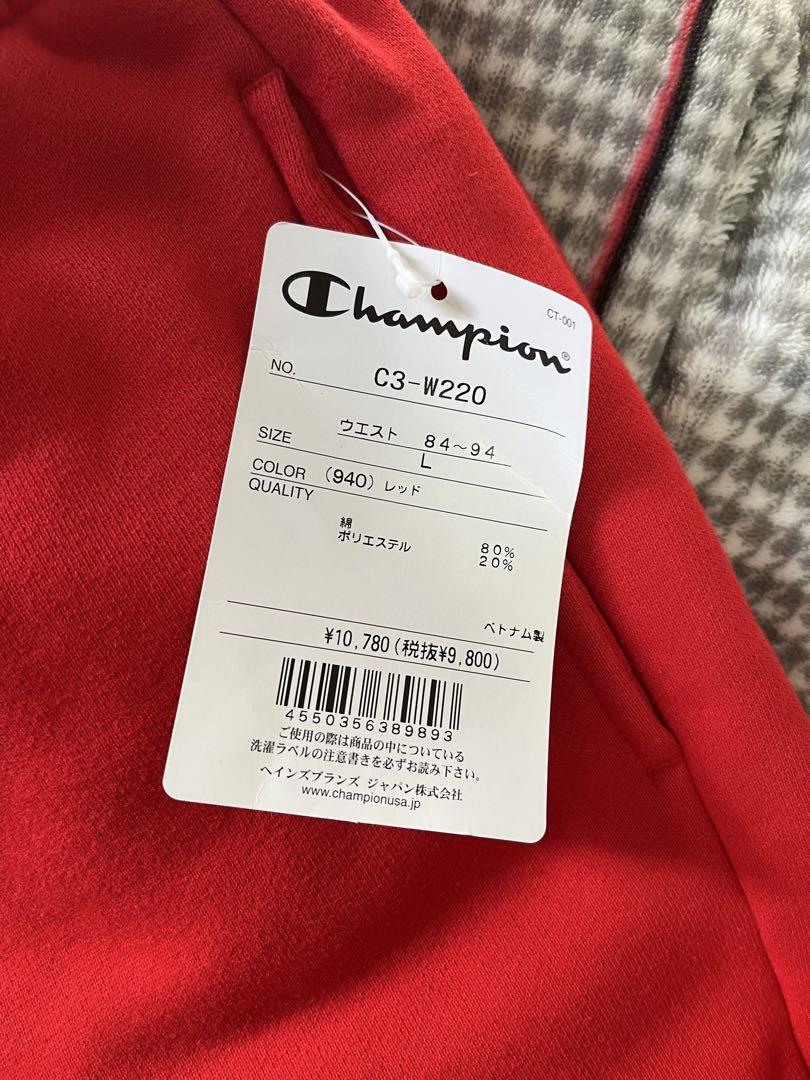 Champion®
CT-001
NO. C3-W220
SIZE ウエスト 84〜94
L
COLOR (940) レッド
QUALITY
綿 80%
ポリエステル 20%
ベトナム製
¥10,780(税抜¥9,800)
4550356389893
ご使用の際は商品の中についている
洗濯ラベルの注意書きを必ずお読み下さい。
ヘインズブランズ ジャパン株式会社
www.championusa.jp